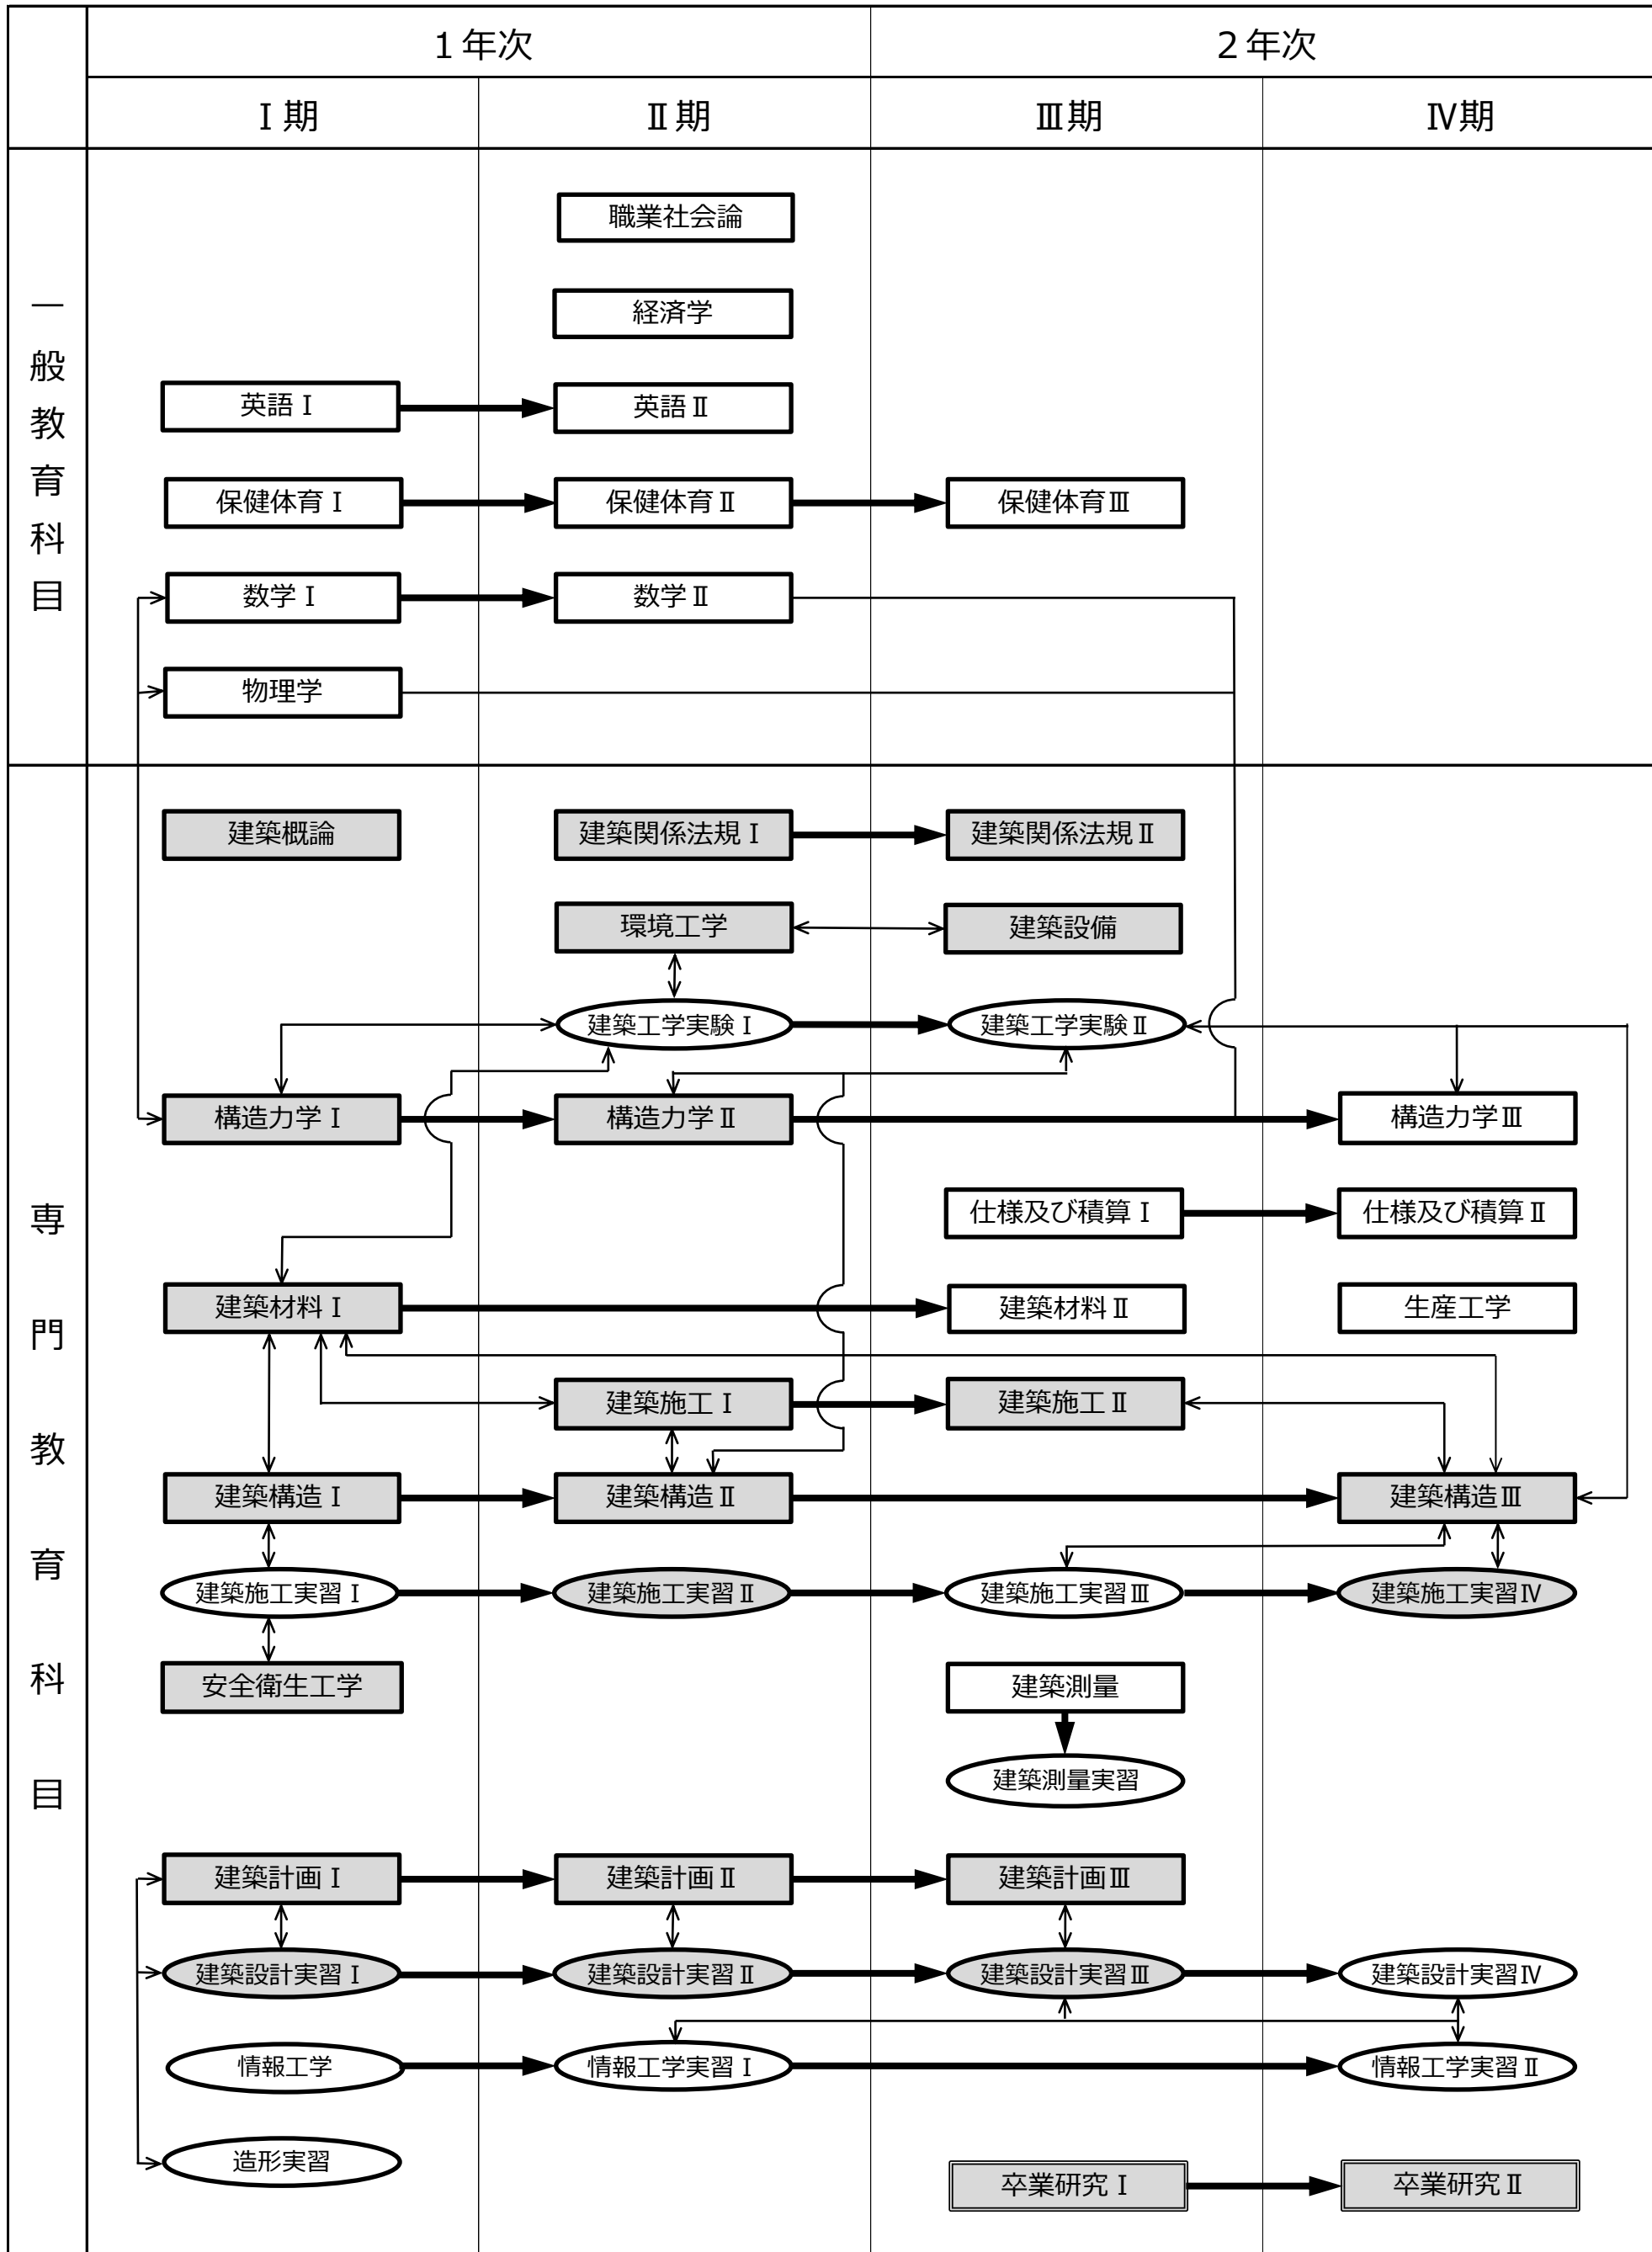 1年次
2年次
Ⅰ期
Ⅱ期
Ⅲ期
Ⅳ期
一般教育科目
職業社会論
経済学
英語Ⅰ
英語Ⅱ
保健体育Ⅰ
保健体育Ⅱ
保健体育Ⅲ
数学Ⅰ
数学Ⅱ
物理学
専門教育科目
建築概論
建築関係法規Ⅰ
建築関係法規Ⅱ
環境工学
建築設備
建築工学実験Ⅰ
建築工学実験Ⅱ
構造力学Ⅰ
構造力学Ⅱ
構造力学Ⅲ
仕様及び積算Ⅰ
仕様及び積算Ⅱ
建築材料Ⅰ
建築材料Ⅱ
生産工学
建築施工Ⅰ
建築施工Ⅱ
建築構造Ⅰ
建築構造Ⅱ
建築構造Ⅲ
建築施工実習Ⅰ
建築施工実習Ⅱ
建築施工実習Ⅲ
建築施工実習Ⅳ
安全衛生工学
建築測量
建築測量実習
建築計画Ⅰ
建築計画Ⅱ
建築計画Ⅲ
建築設計実習Ⅰ
建築設計実習Ⅱ
建築設計実習Ⅲ
建築設計実習Ⅳ
情報工学
情報工学実習Ⅰ
情報工学実習Ⅱ
造形実習
卒業研究Ⅰ
卒業研究Ⅱ